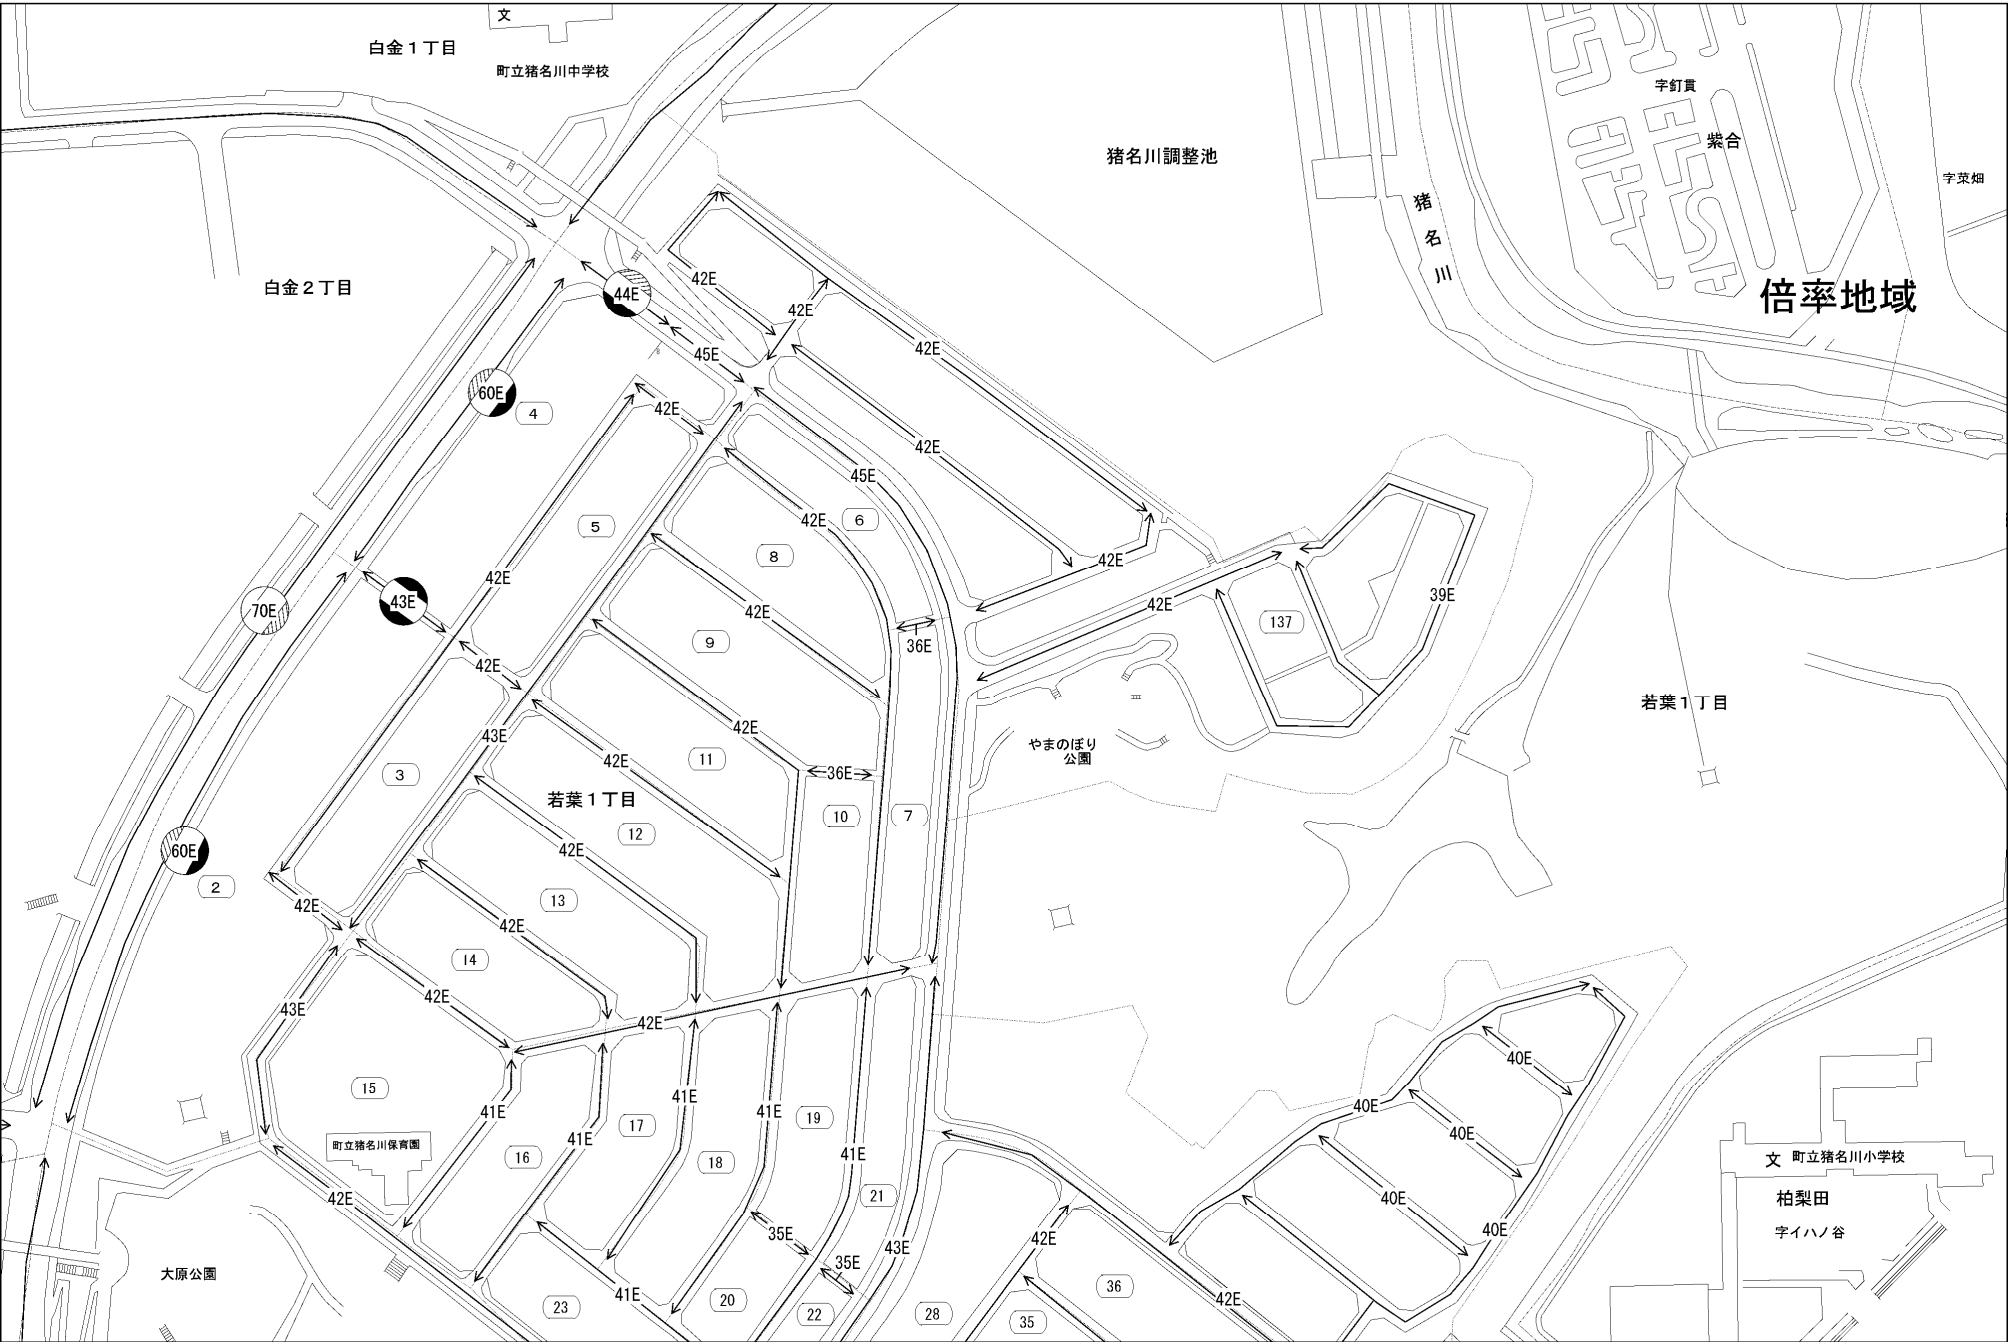 文
白金1丁目
町立猪名川中学校
字釘貫
紫合
猪名川調整池
字菜畑
猪名川
白金2丁目
倍率地域
42E
44E
42E
45E
42E
60E
4
42E
42E
45E
5
42E
6
8
42E
42E
42E
39E
70E
43E
42E
42E
137
9
36E
42E
若葉1丁目
42E
43E
やまのぼり
公園
11
42E
36E
3
若葉1丁目
10
7
12
60E
42E
2
13
42E
42E
14
42E
43E
42E
40E
15
41E
41E
41E
19
40E
17
40E
町立猪名川保育園
41E
41E
16
18
文
町立猪名川小学校
42E
21
40E
柏梨田
35E
42E
43E
40E
字イハノ谷
大原公園
35E
36
41E
42E
23
20
22
28
35